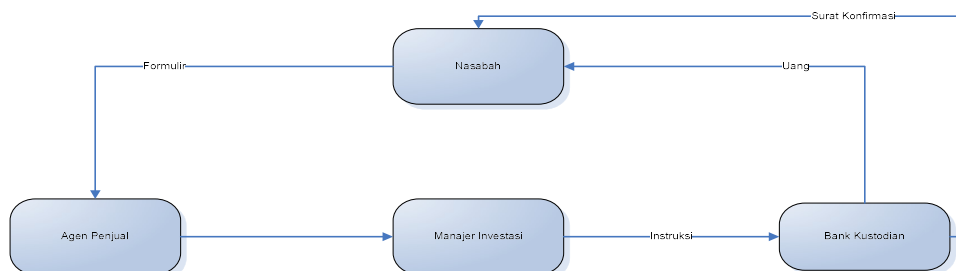 Surat Konfirmasi
Formulir
Nasabah
Uang
Agen Penjual
Manajer Investasi
Instruksi
Bank Kustodian